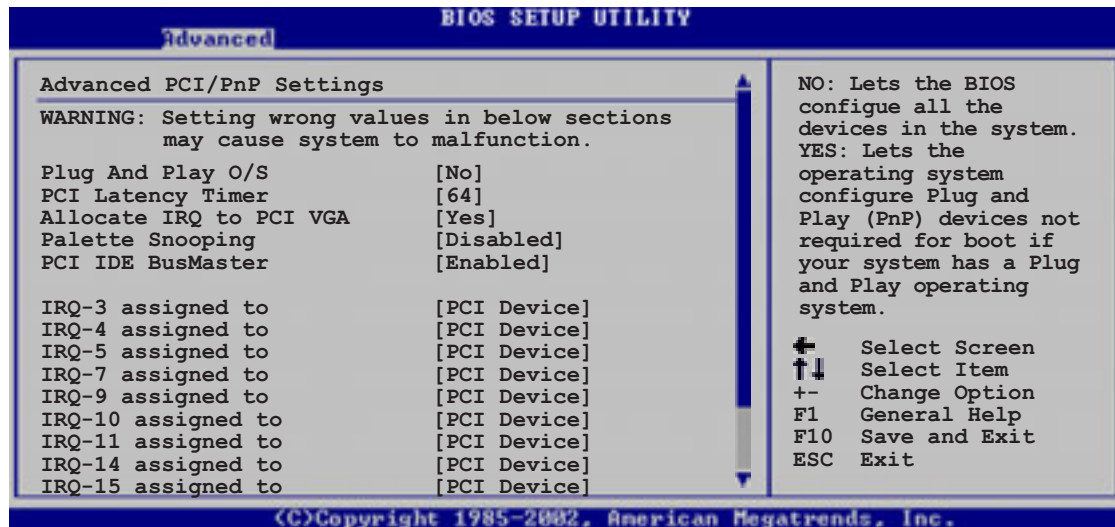 BIOS SETUP UTILITY
Advanced
Advanced PCI/PnP Settings
WARNING: Setting wrong values in below sections
may cause system to malfunction.
Plug And Play O/S [No]
PCI Latency Timer [64]
Allocate IRQ to PCI VGA [Yes]
Palette Snooping [Disabled]
PCI IDE BusMaster [Enabled]
IRQ-3 assigned to [PCI Device]
IRQ-4 assigned to [PCI Device]
IRQ-5 assigned to [PCI Device]
IRQ-7 assigned to [PCI Device]
IRQ-9 assigned to [PCI Device]
IRQ-10 assigned to [PCI Device]
IRQ-11 assigned to [PCI Device]
IRQ-14 assigned to [PCI Device]
IRQ-15 assigned to [PCI Device]
NO: Lets the BIOS
configue all the
devices in the system.
YES: Lets the
operating system
configure Plug and
Play (PnP) devices not
required for boot if
your system has a Plug
and Play operating
system.
← Select Screen
↑↓ Select Item
+- Change Option
F1 General Help
F10 Save and Exit
ESC Exit
(C)Copyright 1985-2002, American Megatrends, Inc.